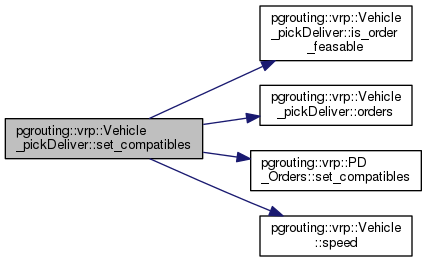 pgrouting::vrp::Vehicle
_pickDeliver::is_order
_feasable
pgrouting::vrp::Vehicle
_pickDeliver::set_compatibles
pgrouting::vrp::Vehicle
_pickDeliver::orders
pgrouting::vrp::PD
_Orders::set_compatibles
pgrouting::vrp::Vehicle
::speed